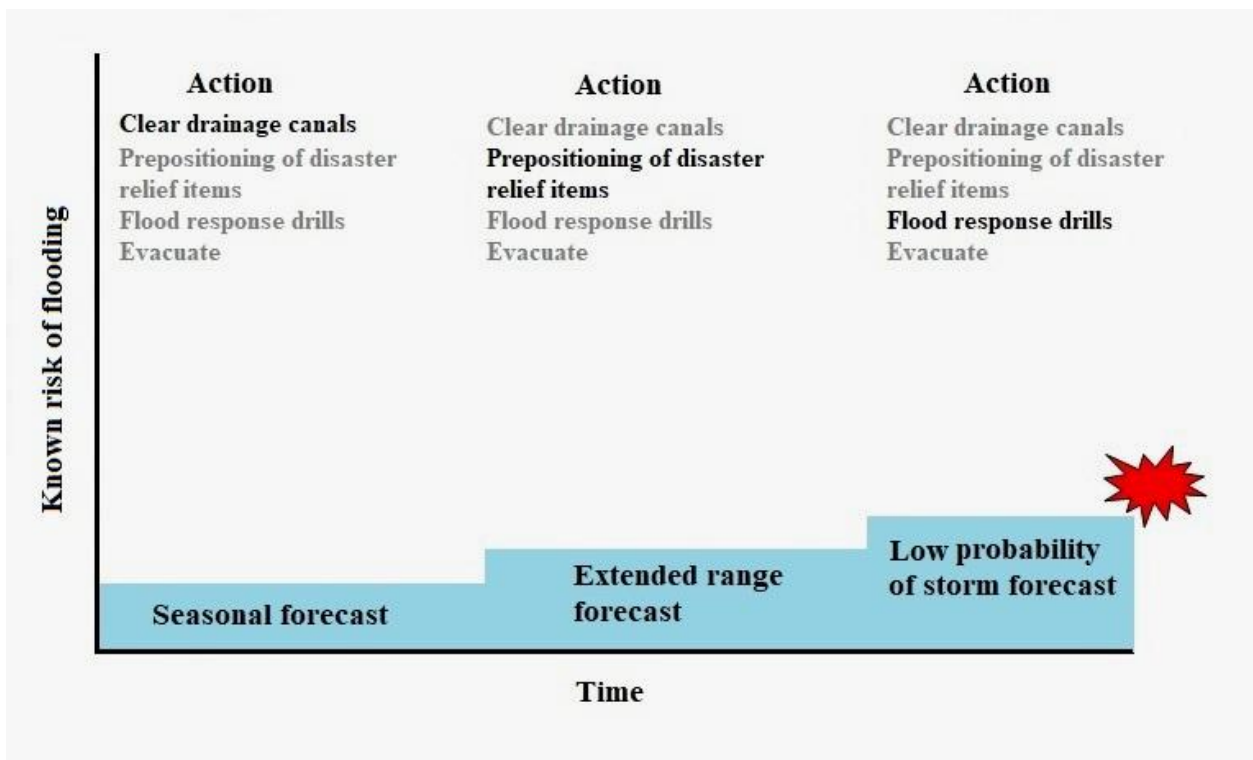 Action
Clear drainage canals
Prepositioning of disaster
relief items
Flood response drills
Evacuate
Action
Clear drainage canals
Prepositioning of disaster
relief items
Flood response drills
Evacuate
Action
Clear drainage canals
Prepositioning of disaster
relief items
Flood response drills
Evacuate
Known risk of flooding
Seasonal forecast
Extended range
forecast
Low probability
of storm forecast
Time